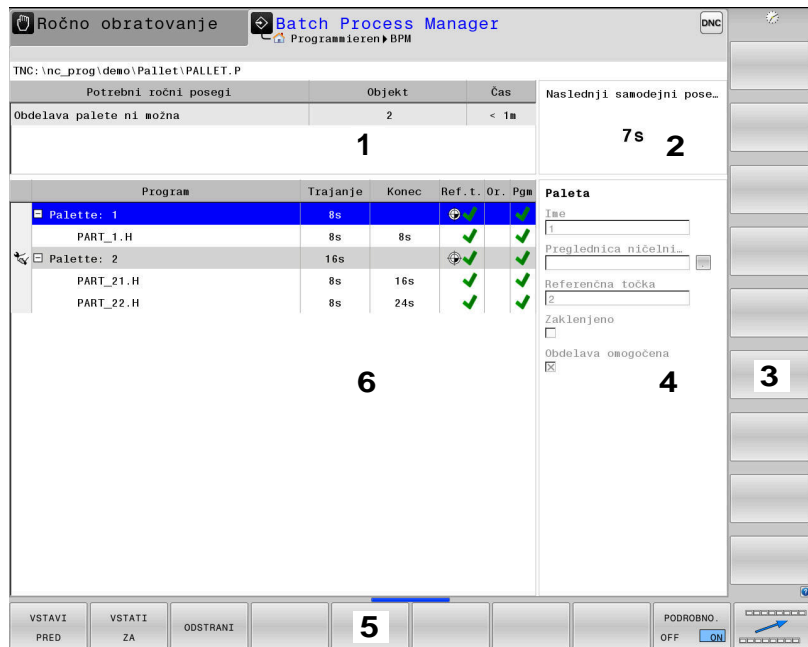 Ročno obratovanje
Batch Process Manager
DNC
Programmieren▸BPM
TNC:\nc_prog\demo\Pallet\PALLET.P
Potrebni ročni posegi Objekt Čas
Obdelava palete ni možna 2 < 1m
1
Naslednji samodejni pose…
7s
2
Program Trajanje Konec Ref.t. Or. Pgm
Palette: 1 8s
PART_1.H 8s 8s
Palette: 2 16s
PART_21.H 8s 16s
PART_22.H 8s 24s
6
Paleta
Ime
1
Preglednica ničelni…
Referenčna točka
2
Zaklenjeno
Obdelava omogočena
4
3
VSTAVI PRED
VSTATI ZA
ODSTRANI
5
PODROBNO.
OFF ON